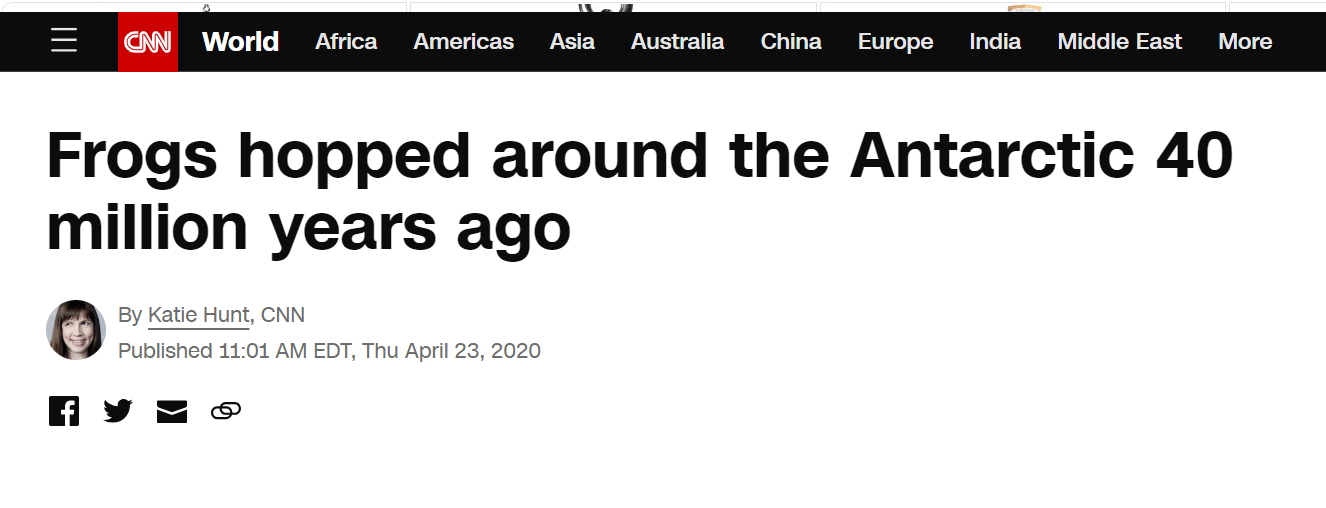 CNN World Africa Americas Asia Australia China Europe India Middle East More
Frogs hopped around the Antarctic 40
million years ago
By Katie Hunt, CNN
Published 11:01 AM EDT, Thu April 23, 2020